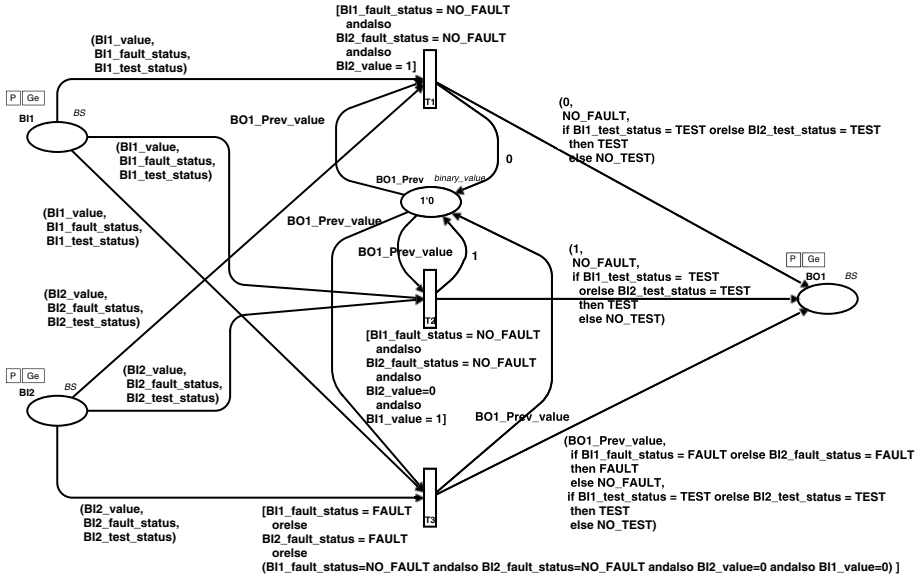 [BI1_fault_status = NO_FAULT
andalso
BI2_fault_status = NO_FAULT
andalso
BI2_value = 1]
T1
(BI1_value,
BI1_fault_status,
BI1_test_status)
P Ge
BI1
BS
(BI1_value,
BI1_fault_status,
BI1_test_status)
(BI1_value,
BI1_fault_status,
BI1_test_status)
BO1_Prev_value
0
BO1_Prev
binary_value
1`0
BO1_Prev_value
BO1_Prev_value
1
(0,
NO_FAULT,
if BI1_test_status = TEST orelse BI2_test_status = TEST
then TEST
else NO_TEST)
(1,
NO_FAULT,
if BI1_test_status = TEST
orelse BI2_test_status = TEST
then TEST
else NO_TEST)
P Ge
BO1
BS
T2
[BI1_fault_status = NO_FAULT
andalso
BI2_fault_status = NO_FAULT
andalso
BI2_value=0
andalso
BI1_value = 1]
(BI2_value,
BI2_fault_status,
BI2_test_status)
P Ge
BI2
BS
(BI2_value,
BI2_fault_status,
BI2_test_status)
BO1_Prev_value
(BO1_Prev_value,
if BI1_fault_status = FAULT orelse BI2_fault_status = FAULT
then FAULT
else NO_FAULT,
if BI1_test_status = TEST orelse BI2_test_status = TEST
then TEST
else NO_TEST)
(BI2_value,
BI2_fault_status,
BI2_test_status)
T3
[BI1_fault_status = FAULT
orelse
BI2_fault_status = FAULT
orelse
(BI1_fault_status=NO_FAULT andalso BI2_fault_status=NO_FAULT andalso BI2_value=0 andalso BI1_value=0) ]